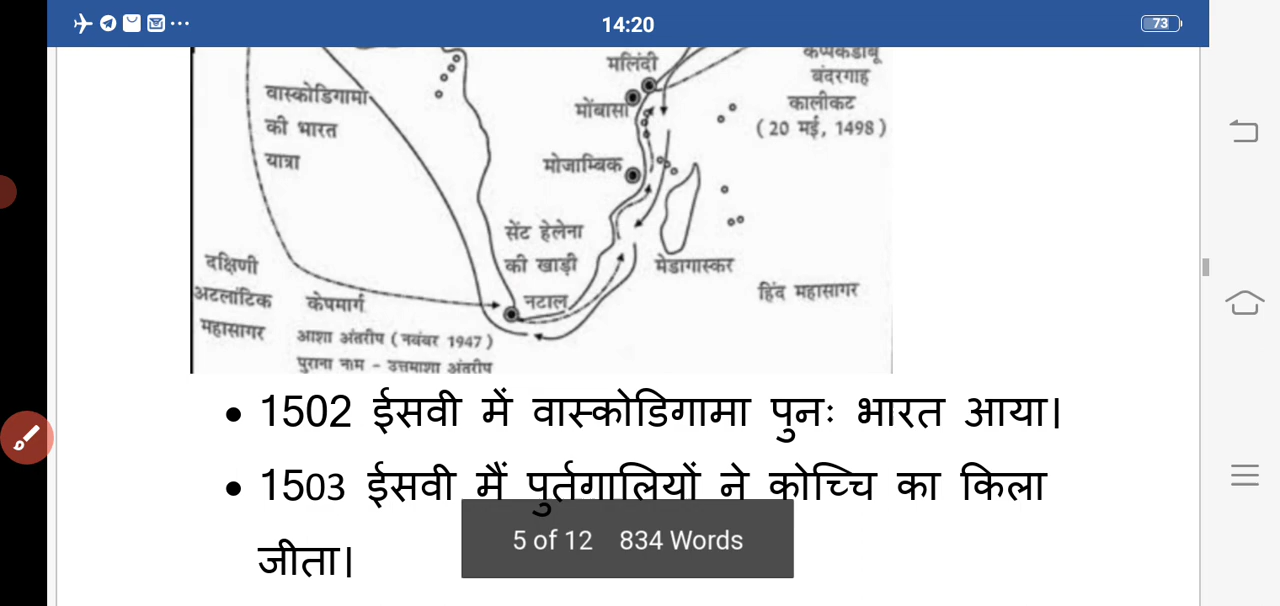 14:20
73
मलिंदी
कप्पकडाबू
बंदरगाह
वास्कोडिगामा
मोंबासा
कालीकट
की भारत
(20 मई, 1498)
यात्रा
मोजाम्बिक
सेंट हेलेना
दक्षिणी
की खाड़ी
मेडागास्कर
अटलांटिक
केपमार्ग
नटाल
हिंद महासागर
महासागर
आशा अंतरीप (नवंबर 1947)
पुराना नाम - उत्तमाशा अंतरीप
• 1502 ईसवी में वास्कोडिगामा पुनः भारत आया।
• 1503 ईसवी मैं पुर्तगालियों ने कोच्चि का किला
जीता।
5 of 12 834 Words